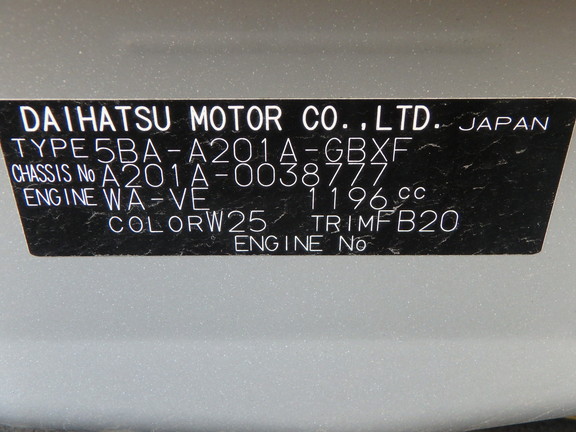 DAIHATSU MOTOR CO.,LTD. JAPAN
TYPE 5BA-A201A-GBXF
CHASSIS No A201A-0038777
ENGINE WA-VE 1196 cc
COLOR W25 TRIM FB20
ENGINE No